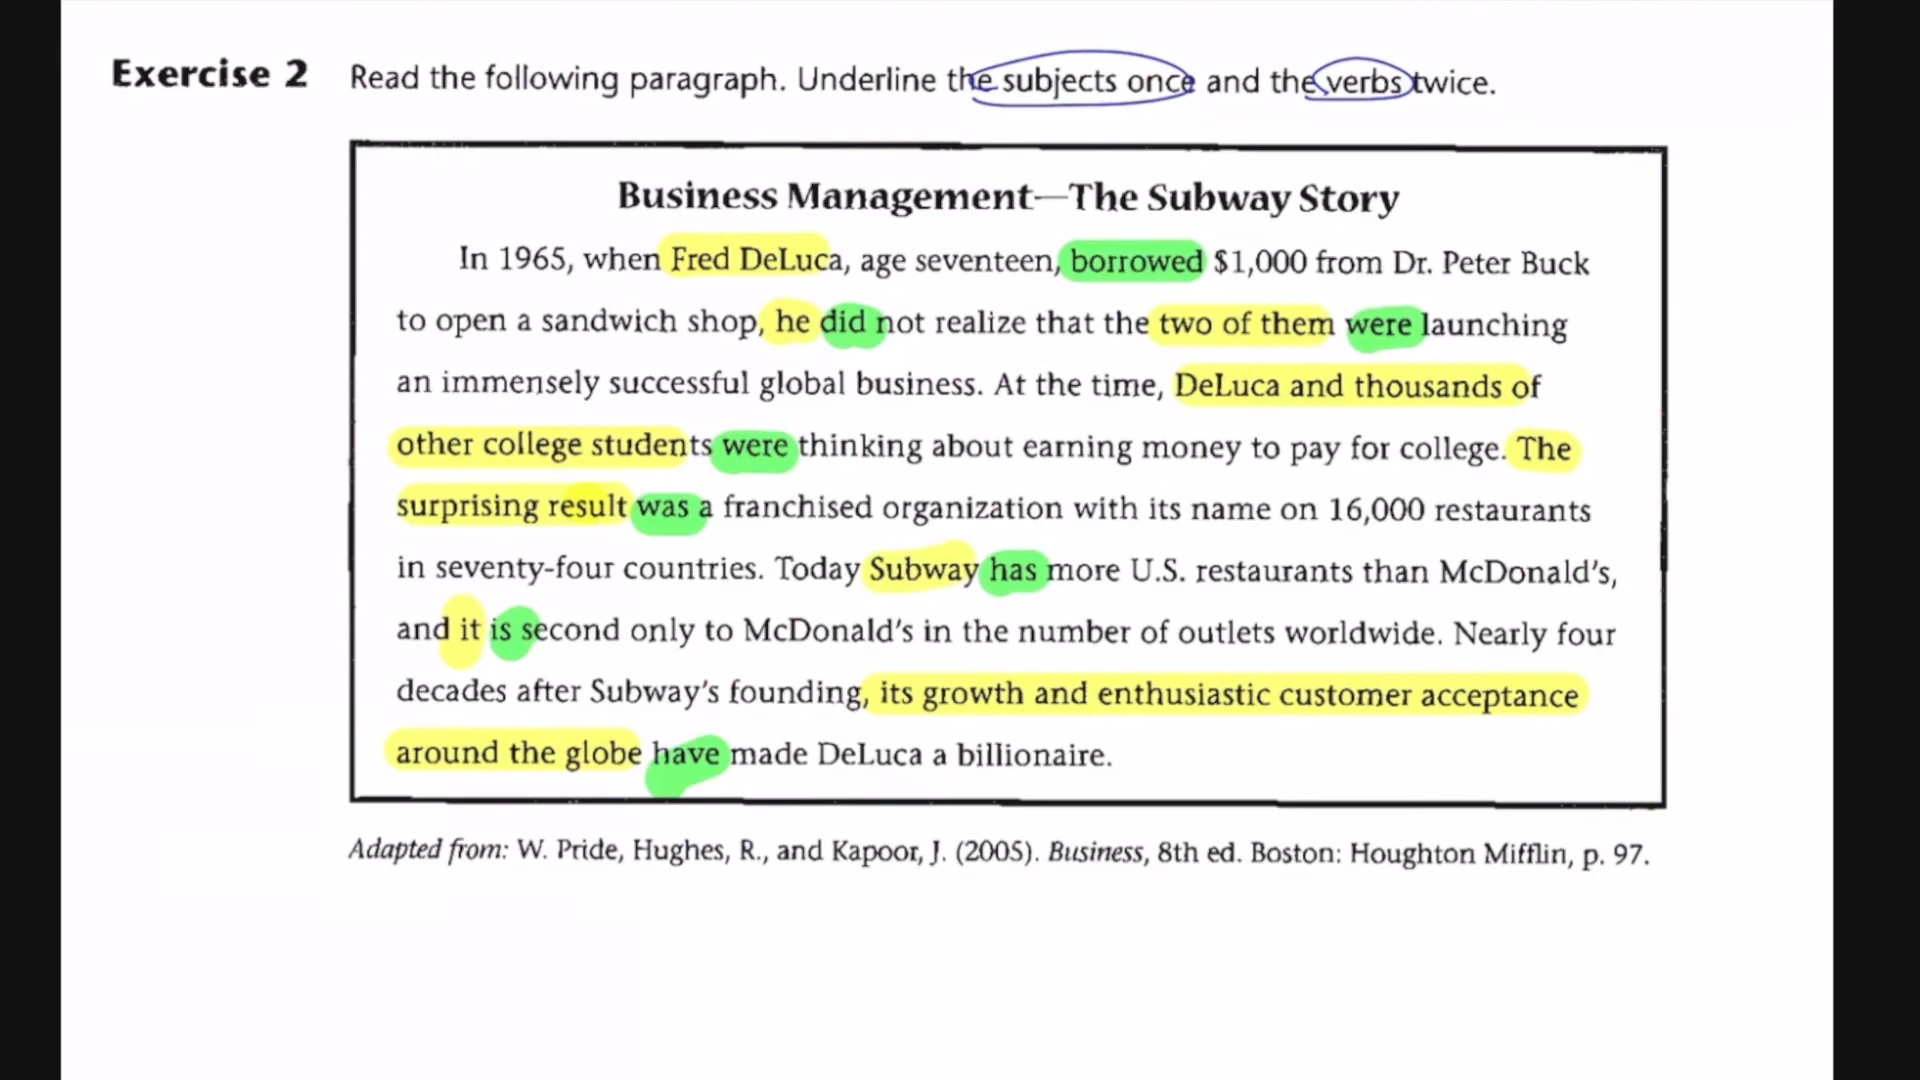 Exercise 2 Read the following paragraph. Underline the subjects once and the verbs twice.
Business Management—The Subway Story
In 1965, when Fred DeLuca, age seventeen, borrowed $1,000 from Dr. Peter Buck
to open a sandwich shop, he did not realize that the two of them were launching
an immensely successful global business. At the time, DeLuca and thousands of
other college students were thinking about earning money to pay for college. The
surprising result was a franchised organization with its name on 16,000 restaurants
in seventy-four countries. Today Subway has more U.S. restaurants than McDonald's,
and it is second only to McDonald's in the number of outlets worldwide. Nearly four
decades after Subway's founding, its growth and enthusiastic customer acceptance
around the globe have made DeLuca a billionaire.
Adapted from: W. Pride, Hughes, R., and Kapoor, J. (2005). Business, 8th ed. Boston: Houghton Mifflin, p. 97.